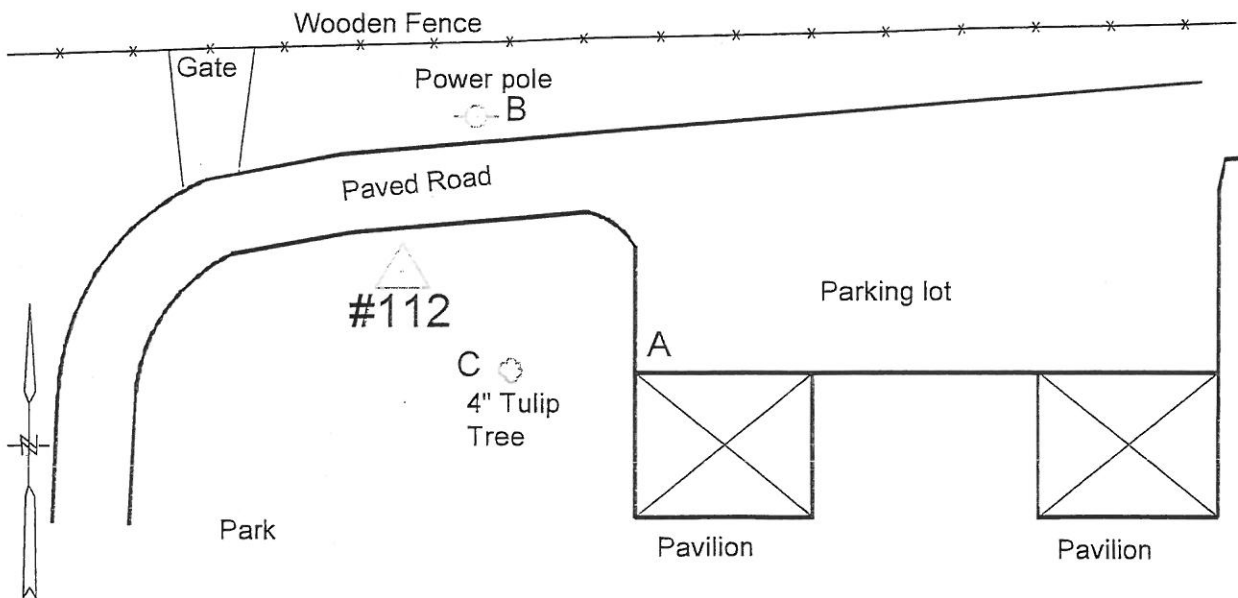 Wooden Fence
Gate
Power pole
B
Paved Road
#112
Parking lot
A
C
4" Tulip
Tree
N
Park
Pavilion
Pavilion